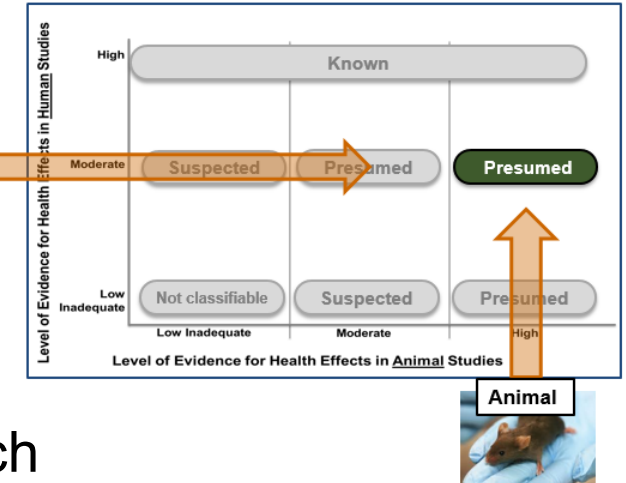 Level of Evidence for Health Effects in Human Studies
High
Known
Moderate
Suspected
Presumed
Presumed
Low
Inadequate
Not classifiable
Suspected
Presumed
Low Inadequate
Moderate
High
Level of Evidence for Health Effects in Animal Studies
Animal
ch